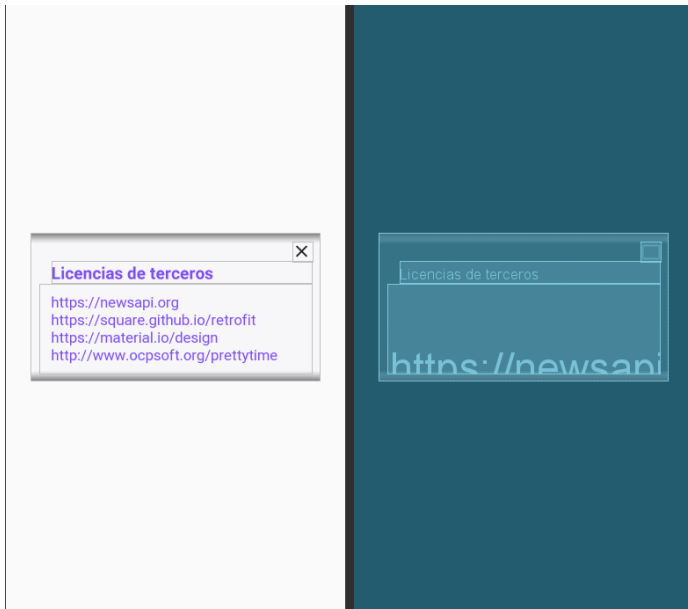 Licencias de terceros
https://newsapi.org
https://square.github.io/retrofit
https://material.io/design
http://www.ocpsoft.org/prettytime
Licencias de terceros
https://newsapi